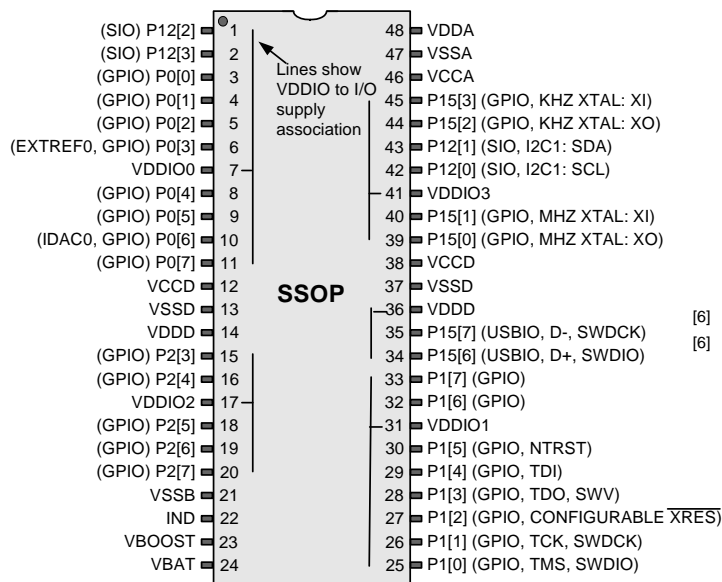 (SIO) P12[2] 1 48 VDDA
(SIO) P12[3] 2 47 VSSA
(GPIO) P0[0] 3 Lines show 46 VCCA
(GPIO) P0[1] 4 VDDIO to I/O 45 P15[3] (GPIO, KHZ XTAL: XI)
(GPIO) P0[2] 5 supply 44 P15[2] (GPIO, KHZ XTAL: XO)
(EXTREF0, GPIO) P0[3] 6 association 43 P12[1] (SIO, I2C1: SDA)
VDDIO0 7 42 P12[0] (SIO, I2C1: SCL)
(GPIO) P0[4] 8 41 VDDIO3
(GPIO) P0[5] 9 40 P15[1] (GPIO, MHZ XTAL: XI)
(IDAC0, GPIO) P0[6] 10 39 P15[0] (GPIO, MHZ XTAL: XO)
(GPIO) P0[7] 11 38 VCCD
VCCD 12 SSOP 37 VSSD
VSSD 13 36 VDDD [6]
VDDD 14 35 P15[7] (USBIO, D-, SWDCK) [6]
(GPIO) P2[3] 15 34 P15[6] (USBIO, D+, SWDIO)
(GPIO) P2[4] 16 33 P1[7] (GPIO)
VDDIO2 17 32 P1[6] (GPIO)
(GPIO) P2[5] 18 31 VDDIO1
(GPIO) P2[6] 19 30 P1[5] (GPIO, NTRST)
(GPIO) P2[7] 20 29 P1[4] (GPIO, TDI)
VSSB 21 28 P1[3] (GPIO, TDO, SWV)
IND 22 27 P1[2] (GPIO, CONFIGURABLE XRES)
VBOOST 23 26 P1[1] (GPIO, TCK, SWDCK)
VBAT 24 25 P1[0] (GPIO, TMS, SWDIO)